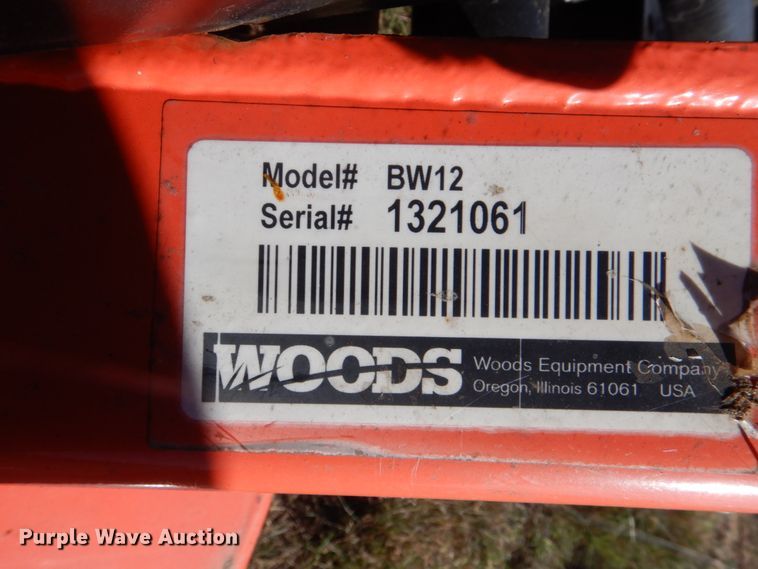 Model# BW12
Serial# 1321061
WOODS
Woods Equipment Company
Oregon, Illinois 61061 USA
Purple Wave Auction